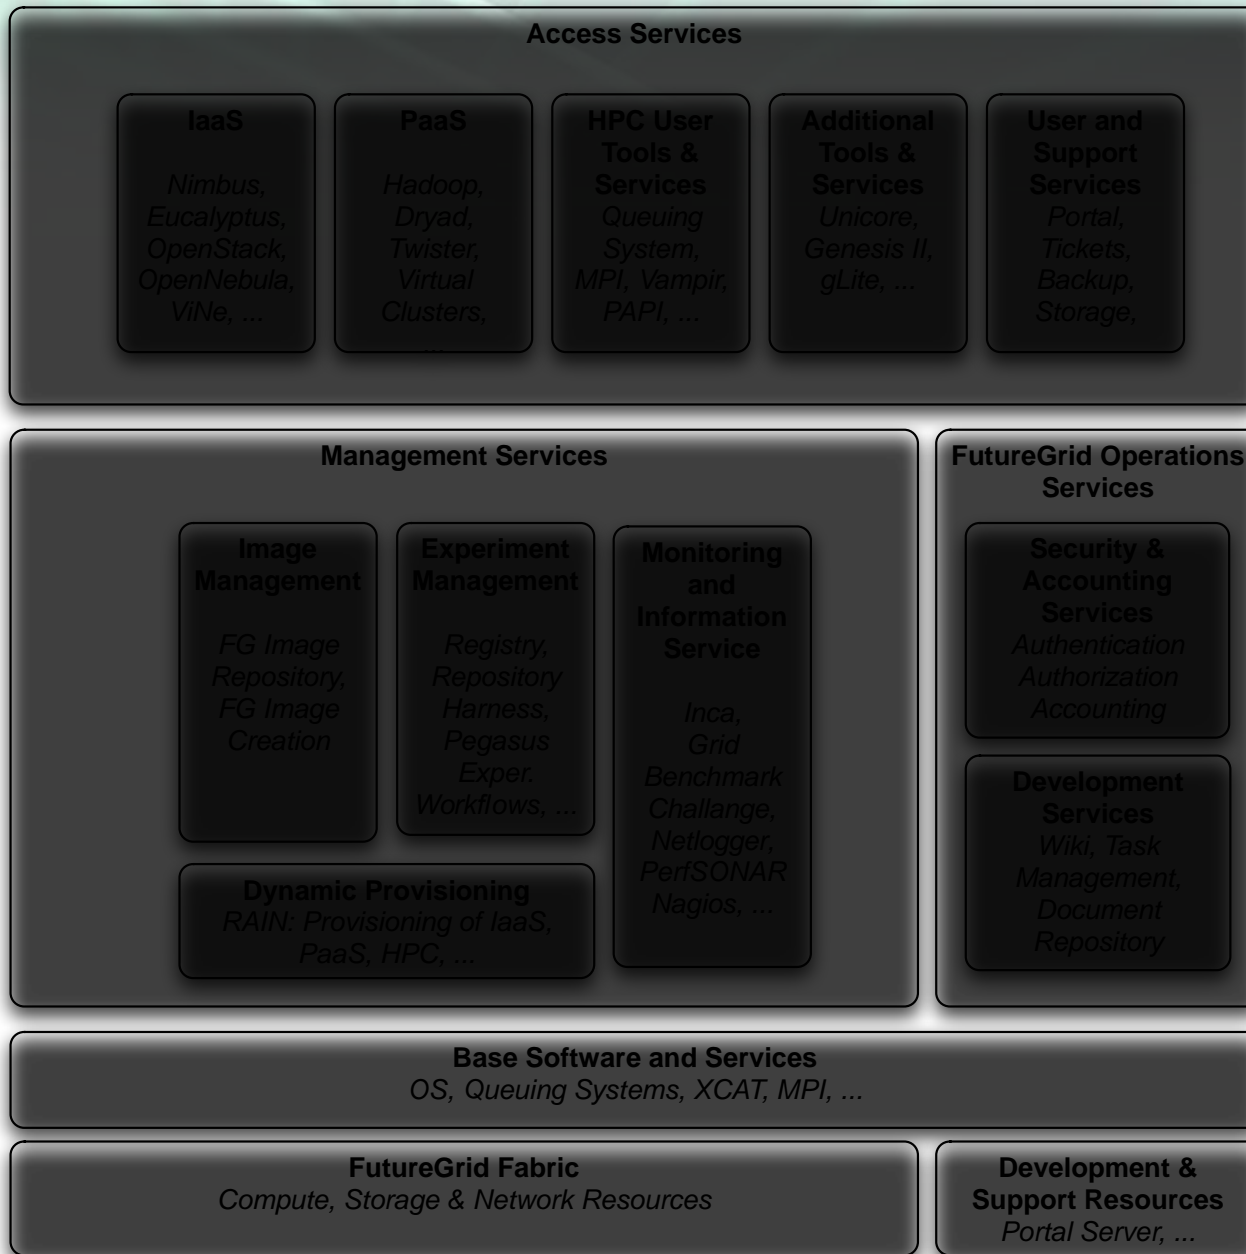 Access Services
IaaS
Nimbus,
Eucalyptus,
OpenStack,
OpenNebula,
ViNe, ...
PaaS
Hadoop,
Dryad,
Twister,
Virtual
Clusters,
...
HPC User
Tools &
Services
Queuing
System,
MPI, Vampir,
PAPI, ...
Additional
Tools &
Services
Unicore,
Genesis II,
gLite, ...
User and
Support
Services
Portal,
Tickets,
Backup,
Storage,
Management Services
Image
Management
FG Image
Repository,
FG Image
Creation
Experiment
Management
Registry,
Repository
Harness,
Pegasus
Exper.
Workflows, ...
Monitoring
and
Information
Service
Inca,
Grid
Benchmark
Challange,
Netlogger,
PerfSONAR
Nagios, ...
Dynamic Provisioning
RAIN: Provisioning of IaaS,
PaaS, HPC, ...
FutureGrid Operations
Services
Security &
Accounting
Services
Authentication
Authorization
Accounting
Development
Services
Wiki, Task
Management,
Document
Repository
Base Software and Services
OS, Queuing Systems, XCAT, MPI, ...
FutureGrid Fabric
Compute, Storage & Network Resources
Development &
Support Resources
Portal Server, ...